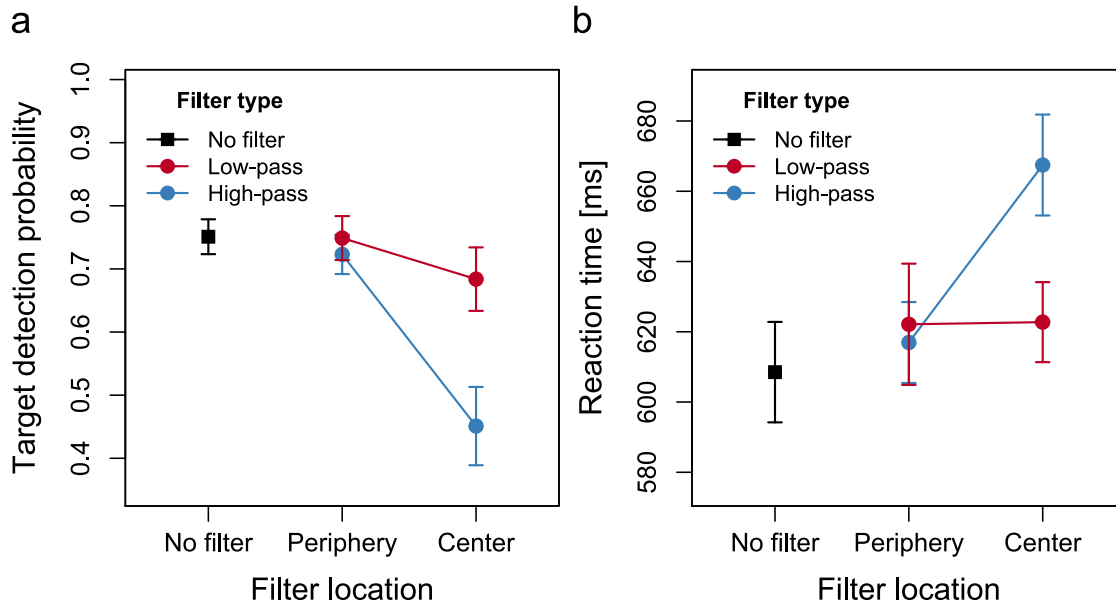 a
Target detection probability
1.0
0.9
0.8
0.7
0.6
0.5
0.4
Filter type
No filter
Low-pass
High-pass
No filter
Periphery
Center
Filter location
b
Reaction time [ms]
680
660
640
620
600
580
Filter type
No filter
Low-pass
High-pass
No filter
Periphery
Center
Filter location